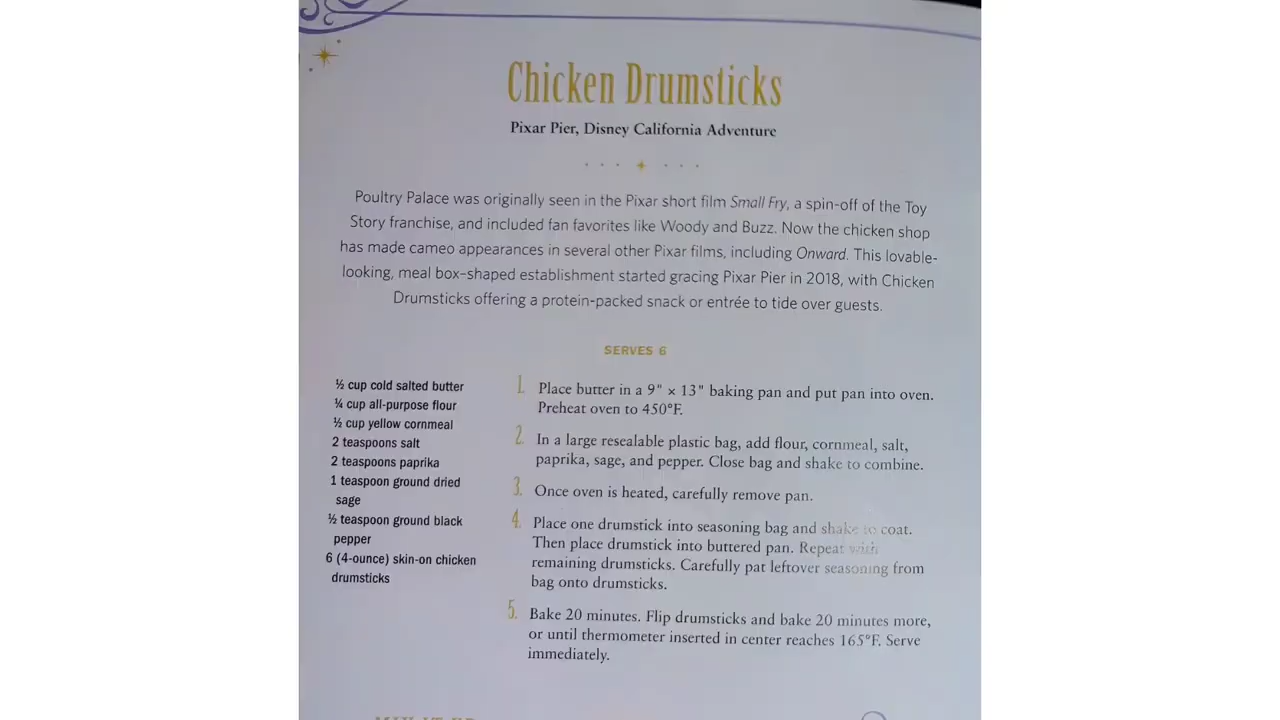 Chicken Drumsticks
Pixar Pier, Disney California Adventure
Poultry Palace was originally seen in the Pixar short film Small Fry, a spin-off of the Toy
Story franchise, and included fan favorites like Woody and Buzz. Now the chicken shop
has made cameo appearances in several other Pixar films, including Onward. This lovable-
looking, meal box–shaped establishment started gracing Pixar Pier in 2018, with Chicken
Drumsticks offering a protein-packed snack or entrée to tide over guests.
SERVES 6
½ cup cold salted butter
¼ cup all-purpose flour
½ cup yellow cornmeal
2 teaspoons salt
2 teaspoons paprika
1 teaspoon ground dried
sage
½ teaspoon ground black
pepper
6 (4-ounce) skin-on chicken
drumsticks
1. Place butter in a 9" × 13" baking pan and put pan into oven.
Preheat oven to 450°F.
2. In a large resealable plastic bag, add flour, cornmeal, salt,
paprika, sage, and pepper. Close bag and shake to combine.
3. Once oven is heated, carefully remove pan.
4. Place one drumstick into seasoning bag and shake to coat.
Then place drumstick into buttered pan. Repeat with
remaining drumsticks. Carefully pat leftover seasoning from
bag onto drumsticks.
5. Bake 20 minutes. Flip drumsticks and bake 20 minutes more,
or until thermometer inserted in center reaches 165°F. Serve
immediately.